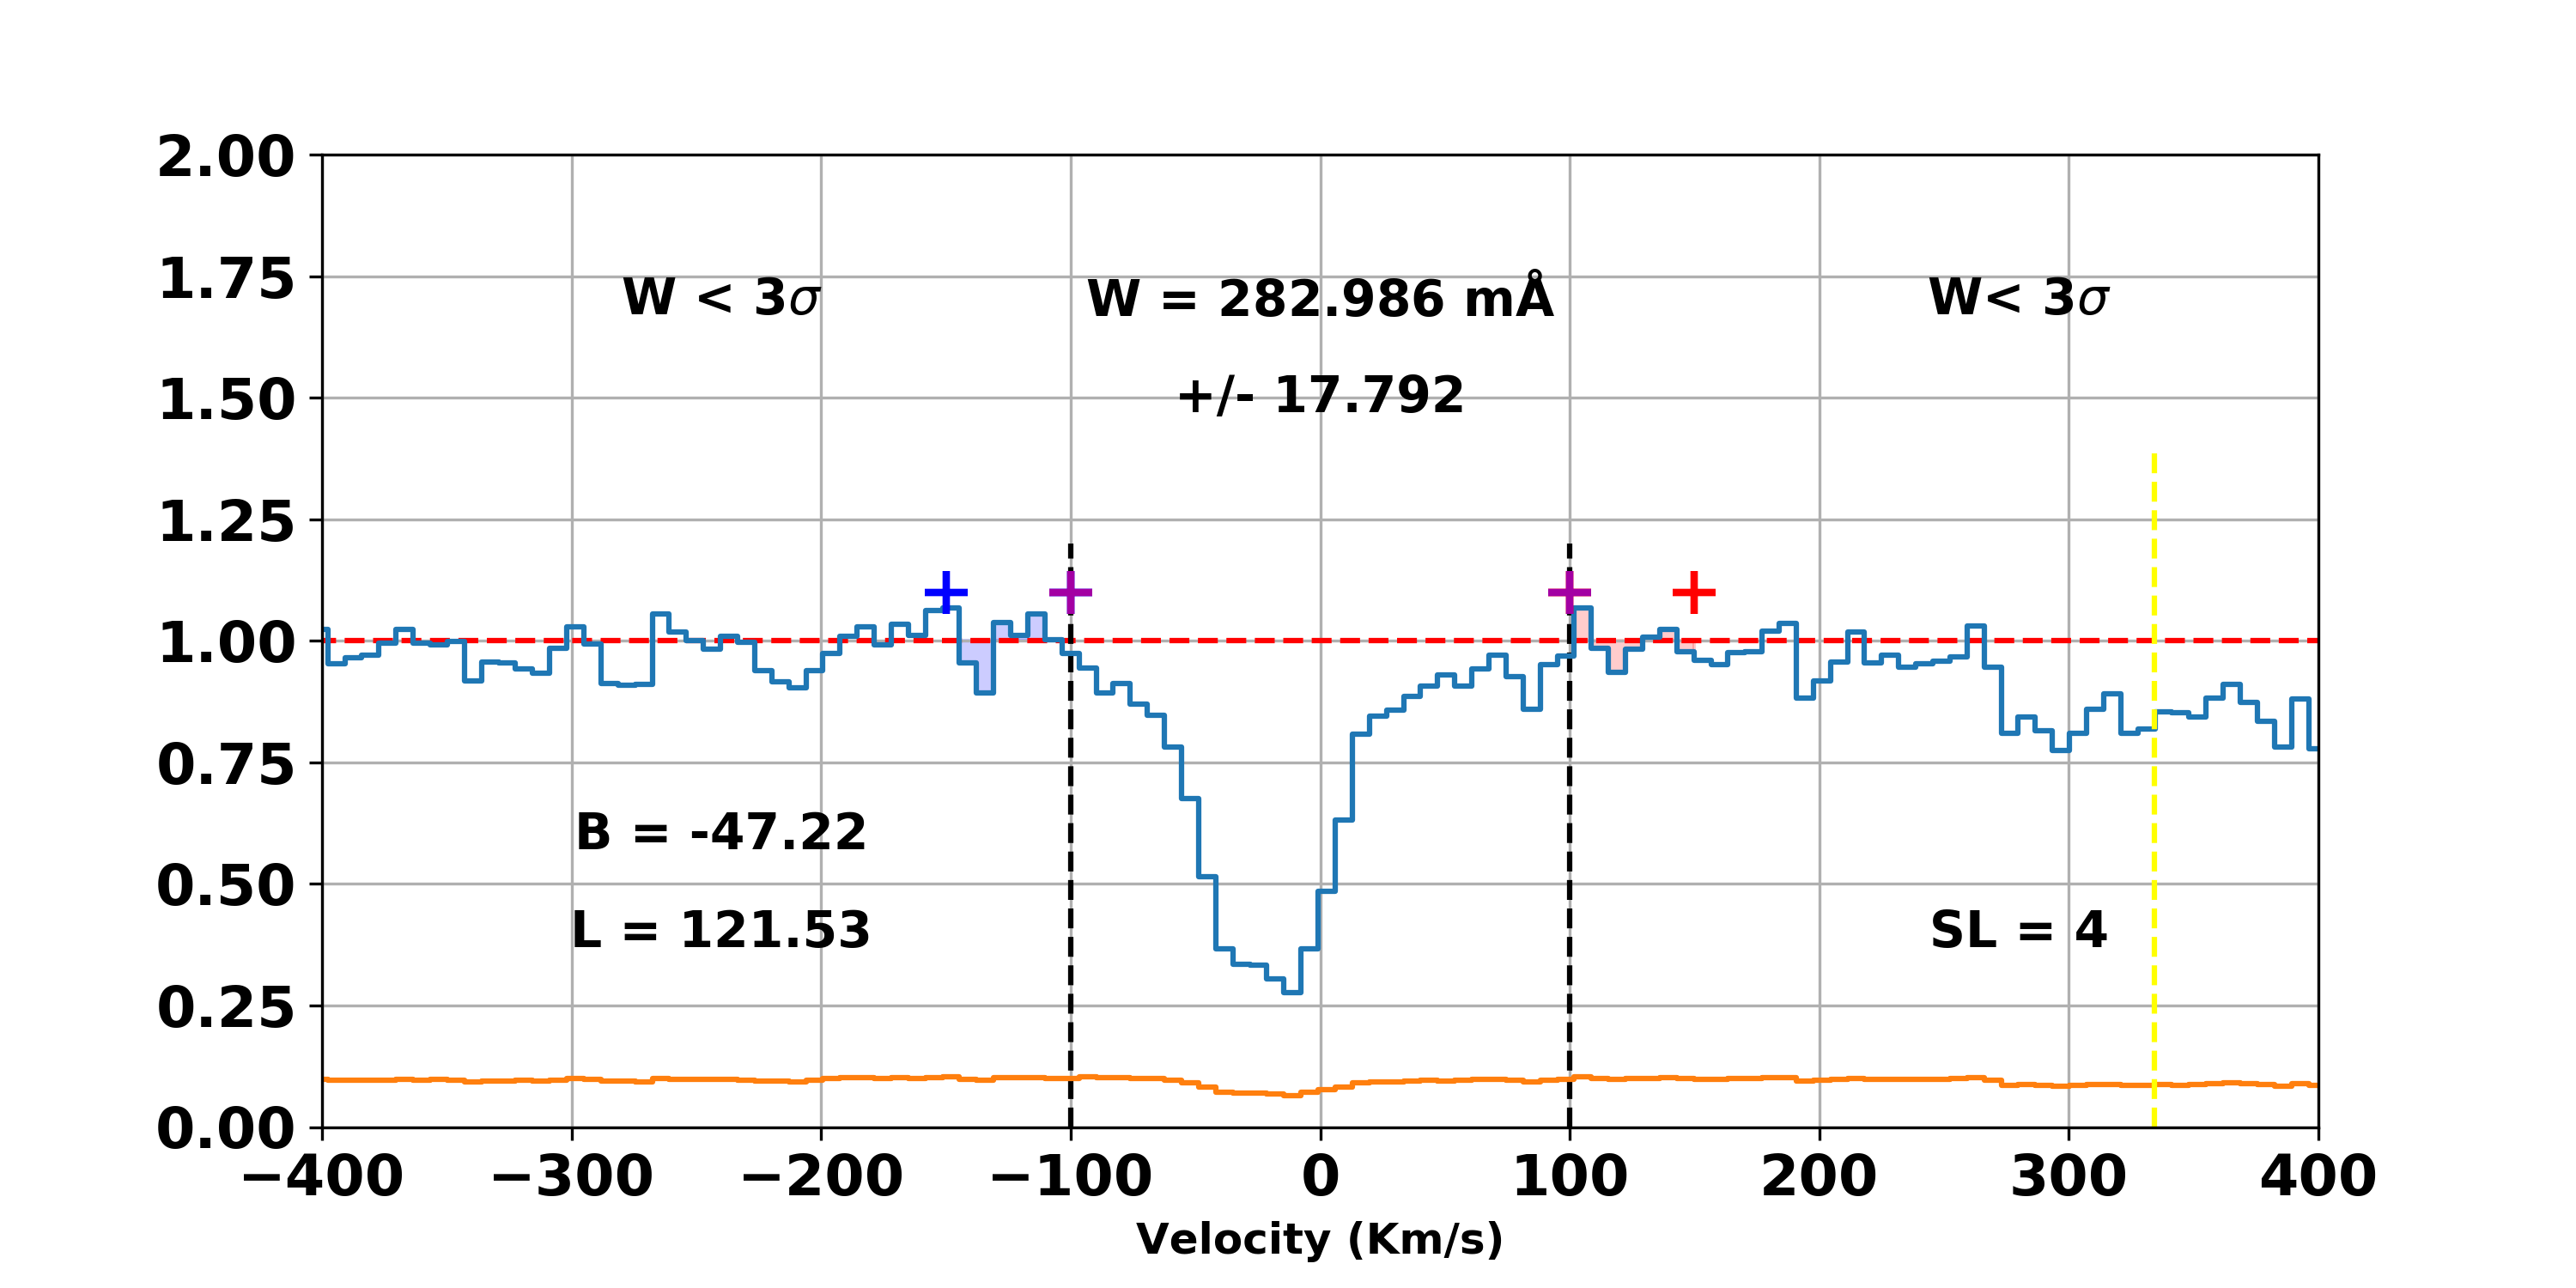 2.00
1.75
1.50
1.25
1.00
0.75
0.50
0.25
0.00
W < 3σ
W = 282.986 mÅ
+/- 17.792
W< 3σ
B = -47.22
L = 121.53
SL = 4
−400 −300 −200 −100 0 100 200 300 400
Velocity (Km/s)